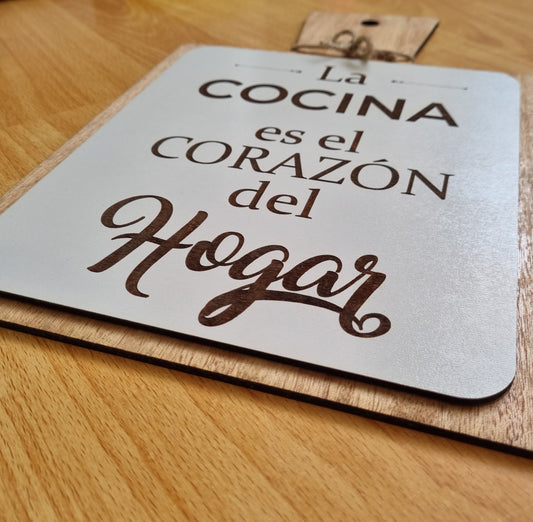 La
COCINA
es el
CORAZÓN
del
Hogar